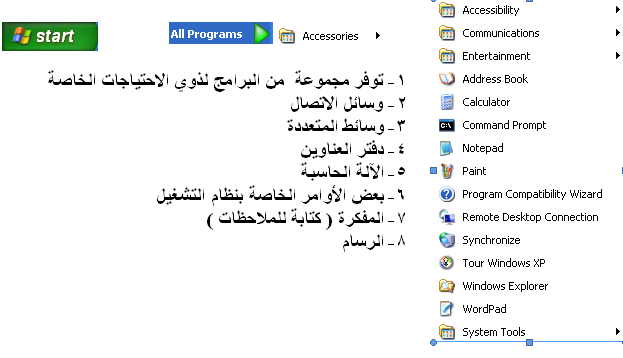 start
All Programs
Accessories
١ - توفر مجموعة من البرامج لذوي الاحتياجات الخاصة
٢ - وسائل الاتصال
٣ - وسائط المتعددة
٤ - دفتر العناوين
٥ - الآلة الحاسبة
٦ - بعض الأوامر الخاصة بنظام التشغيل
٧ - المفكرة ( كتابة للملاحظات )
٨ - الرسام
Accessibility
Communications
Entertainment
Address Book
Calculator
Command Prompt
Notepad
Paint
Program Compatibility Wizard
Remote Desktop Connection
Synchronize
Tour Windows XP
Windows Explorer
WordPad
System Tools